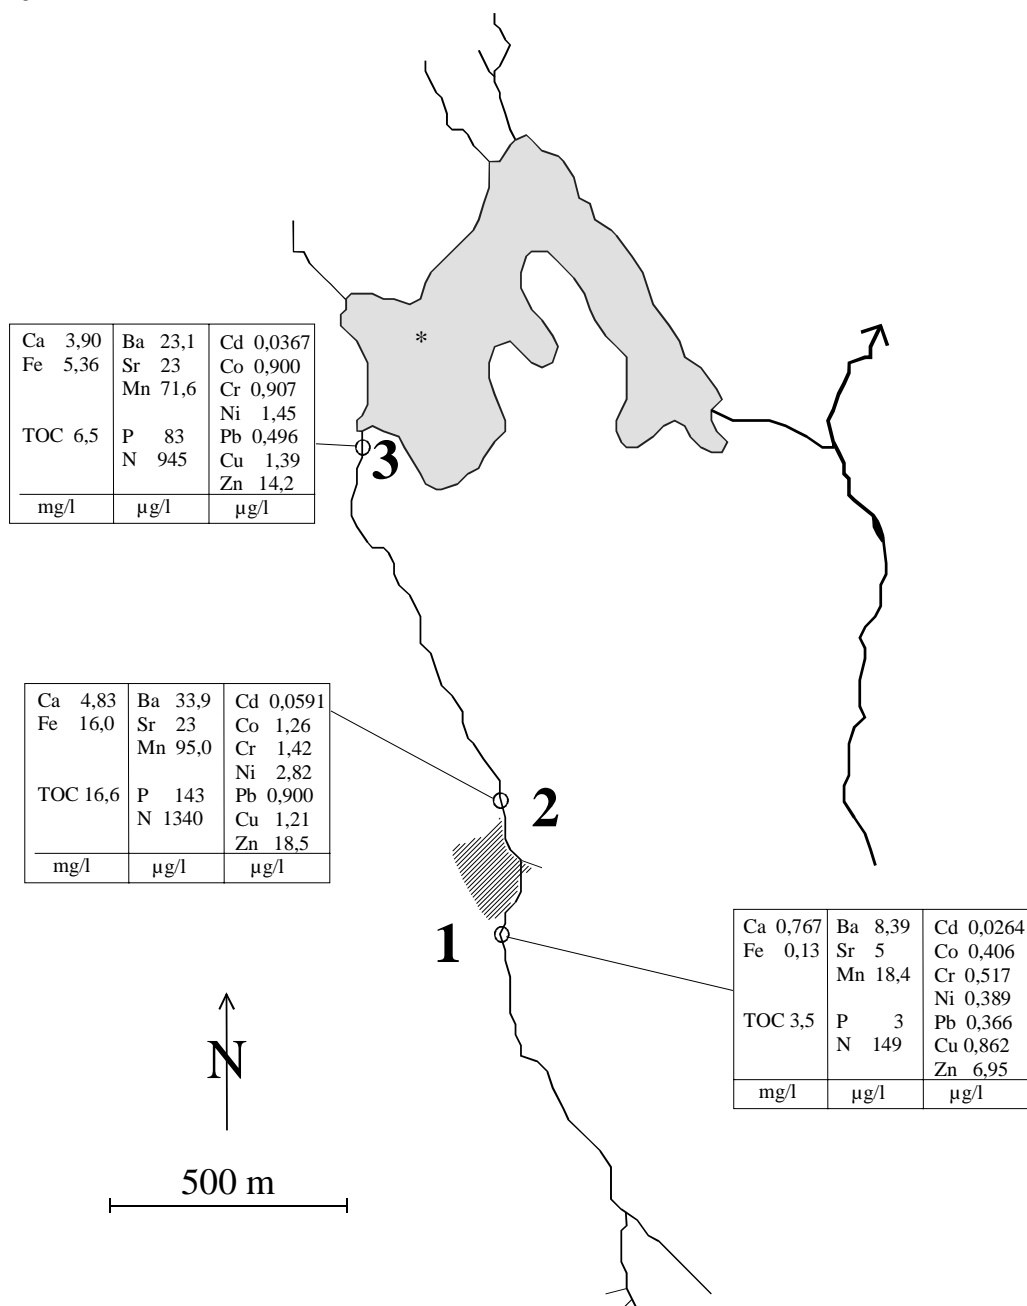 *
Ca 3,90 Ba 23,1 Cd 0,0367
Fe 5,36 Sr 23 Co 0,900
Mn 71,6 Cr 0,907
Ni 1,45
TOC 6,5 P 83 Pb 0,496
N 945 Cu 1,39
Zn 14,2
mg/l µg/l µg/l
3
Ca 4,83 Ba 33,9 Cd 0,0591
Fe 16,0 Sr 23 Co 1,26
Mn 95,0 Cr 1,42
Ni 2,82
TOC 16,6 P 143 Pb 0,900
N 1340 Cu 1,21
Zn 18,5
mg/l µg/l µg/l
2
1
Ca 0,767 Ba 8,39 Cd 0,0264
Fe 0,13 Sr 5 Co 0,406
Mn 18,4 Cr 0,517
Ni 0,389
TOC 3,5 P 3 Pb 0,366
N 149 Cu 0,862
Zn 6,95
mg/l µg/l µg/l
N
500 m